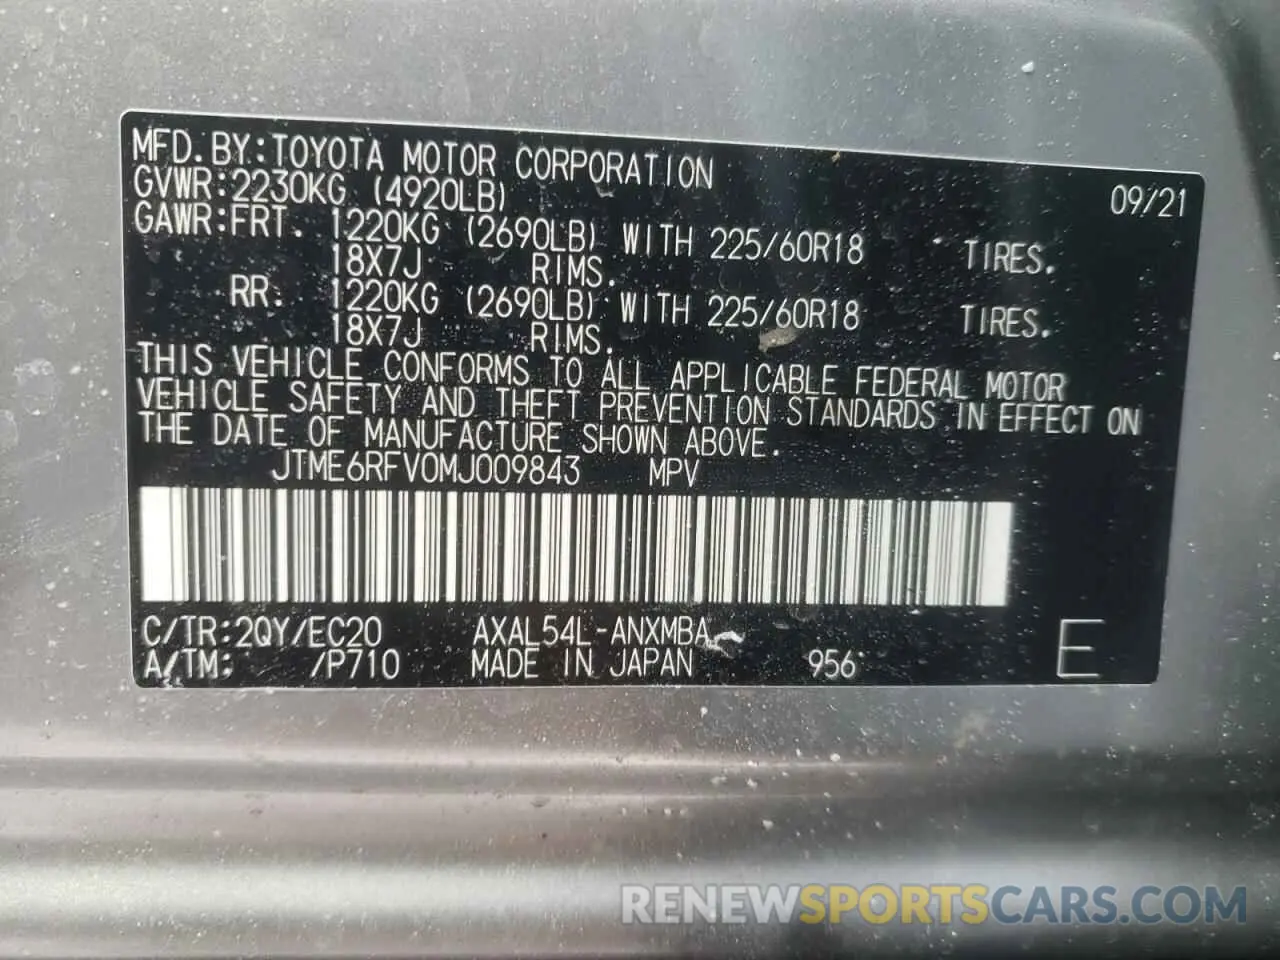 MFD.BY:TOYOTA MOTOR CORPORATION 09/21
GVWR:2230KG (4920LB)
GAWR:FRT. 1220KG (2690LB) WITH 225/60R18 TIRES.
18X7J RIMS.
RR. 1220KG (2690LB) WITH 225/60R18 TIRES.
18X7J RIMS.
THIS VEHICLE CONFORMS TO ALL APPLICABLE FEDERAL MOTOR
VEHICLE SAFETY AND THEFT PREVENTION STANDARDS IN EFFECT ON
THE DATE OF MANUFACTURE SHOWN ABOVE.
JTME6RFV0MJ009843 MPV
C/TR:2QY/EC20 AXAL54L-ANXMBA
A/TM: /P710 MADE IN JAPAN 956 E
RENEWSPORTSCARS.COM